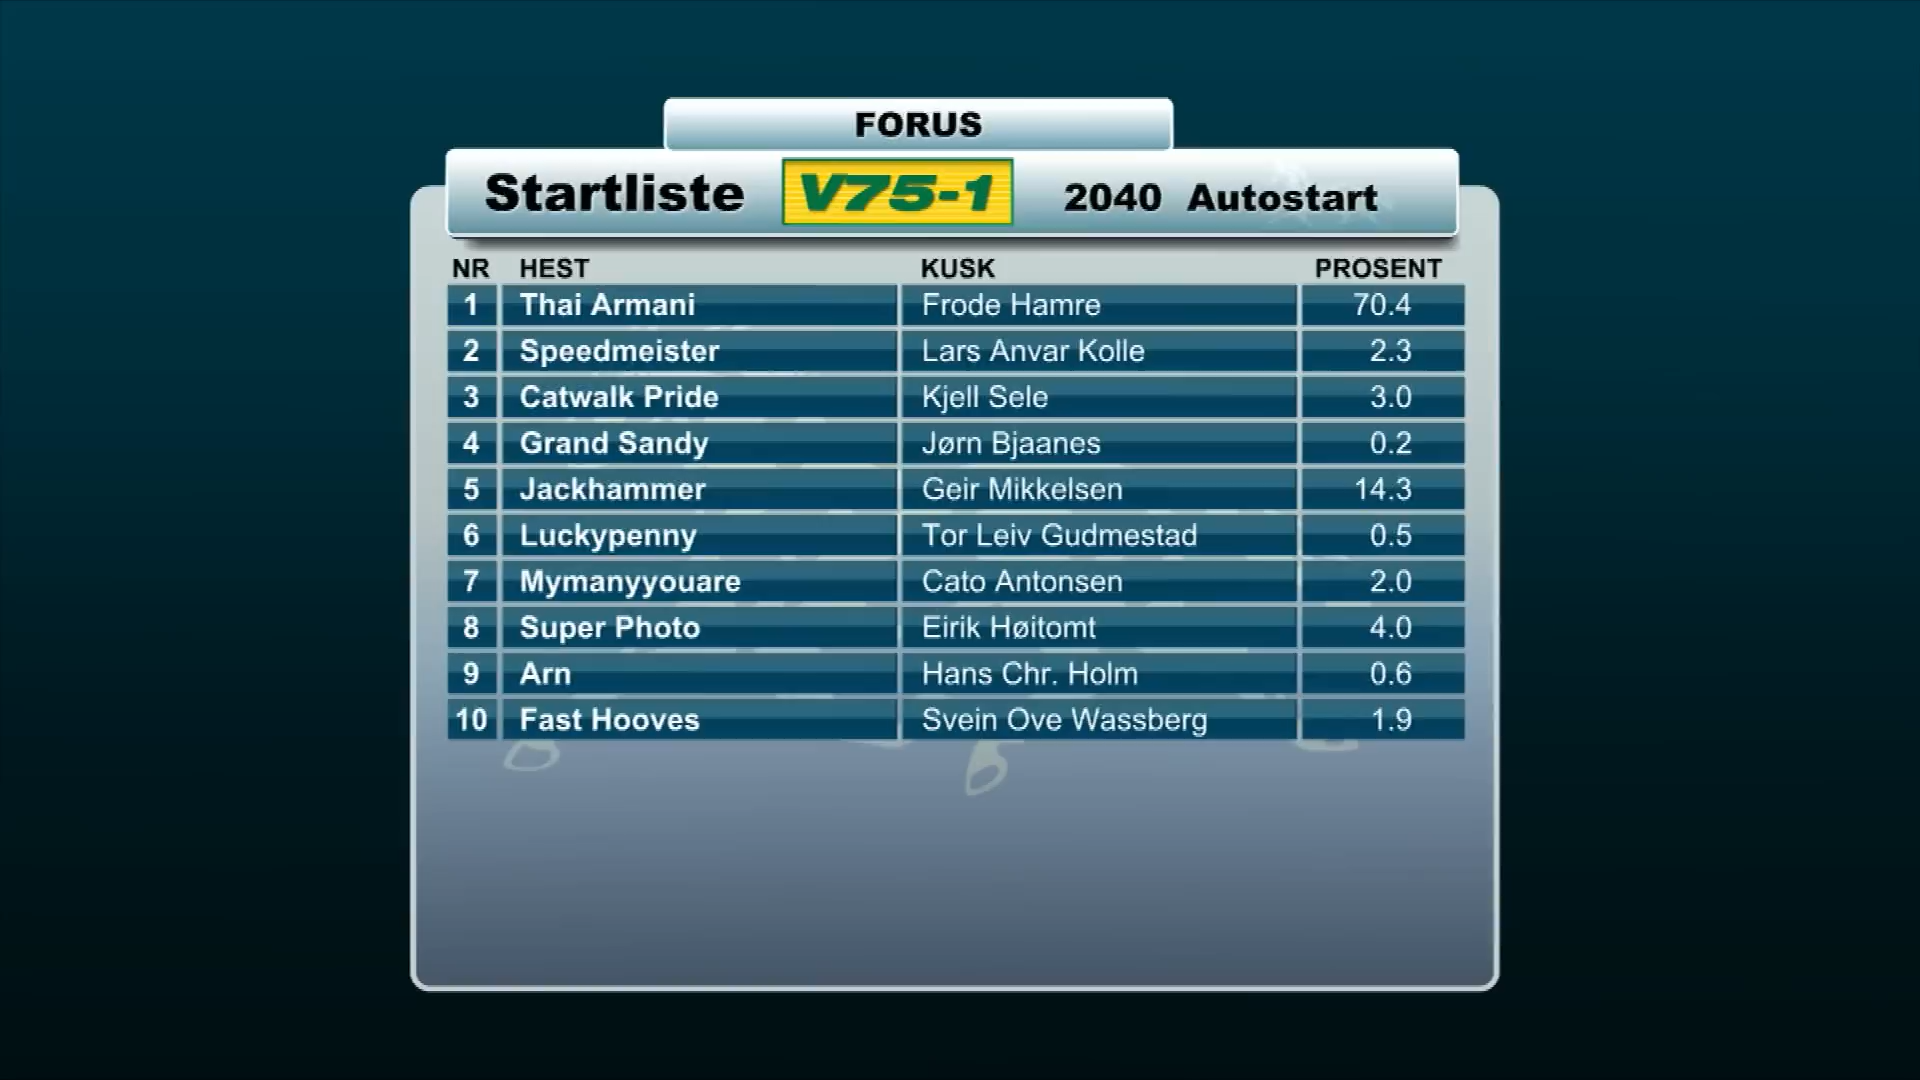 FORUS
Startliste V75-1 2040 Autostart
NR HEST KUSK PROSENT
1 Thai Armani Frode Hamre 70.4
2 Speedmeister Lars Anvar Kolle 2.3
3 Catwalk Pride Kjell Sele 3.0
4 Grand Sandy Jørn Bjaanes 0.2
5 Jackhammer Geir Mikkelsen 14.3
6 Luckypenny Tor Leiv Gudmestad 0.5
7 Mymanyyouare Cato Antonsen 2.0
8 Super Photo Eirik Høitomt 4.0
9 Arn Hans Chr. Holm 0.6
10 Fast Hooves Svein Ove Wassberg 1.9